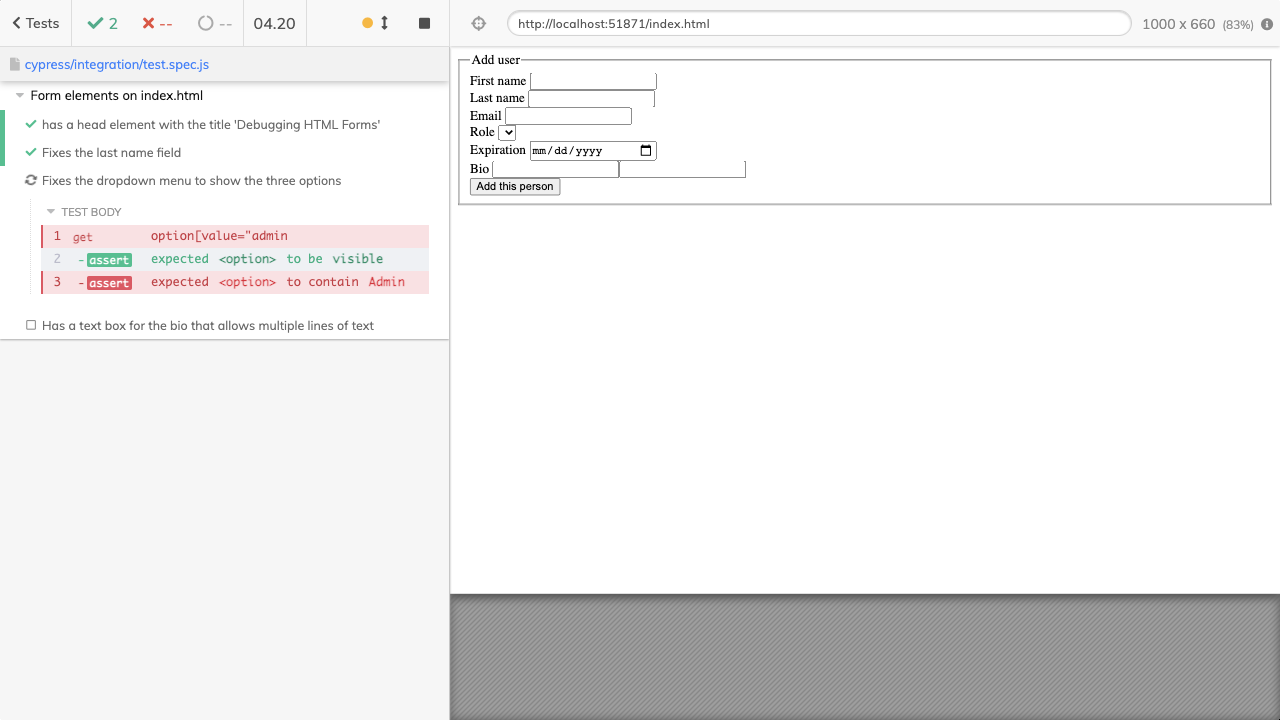 Tests 2 -- -- 04.20
http://localhost:51871/index.html 1000 x 660 (83%)
cypress/integration/test.spec.js
Form elements on index.html
has a head element with the title 'Debugging HTML Forms'
Fixes the last name field
Fixes the dropdown menu to show the three options
TEST BODY
1 get option[value="admin
2 -assert expected <option> to be visible
3 -assert expected <option> to contain Admin
Has a text box for the bio that allows multiple lines of text
Add user
First name
Last name
Email
Role
Expiration mm/dd/yyyy
Bio
Add this person